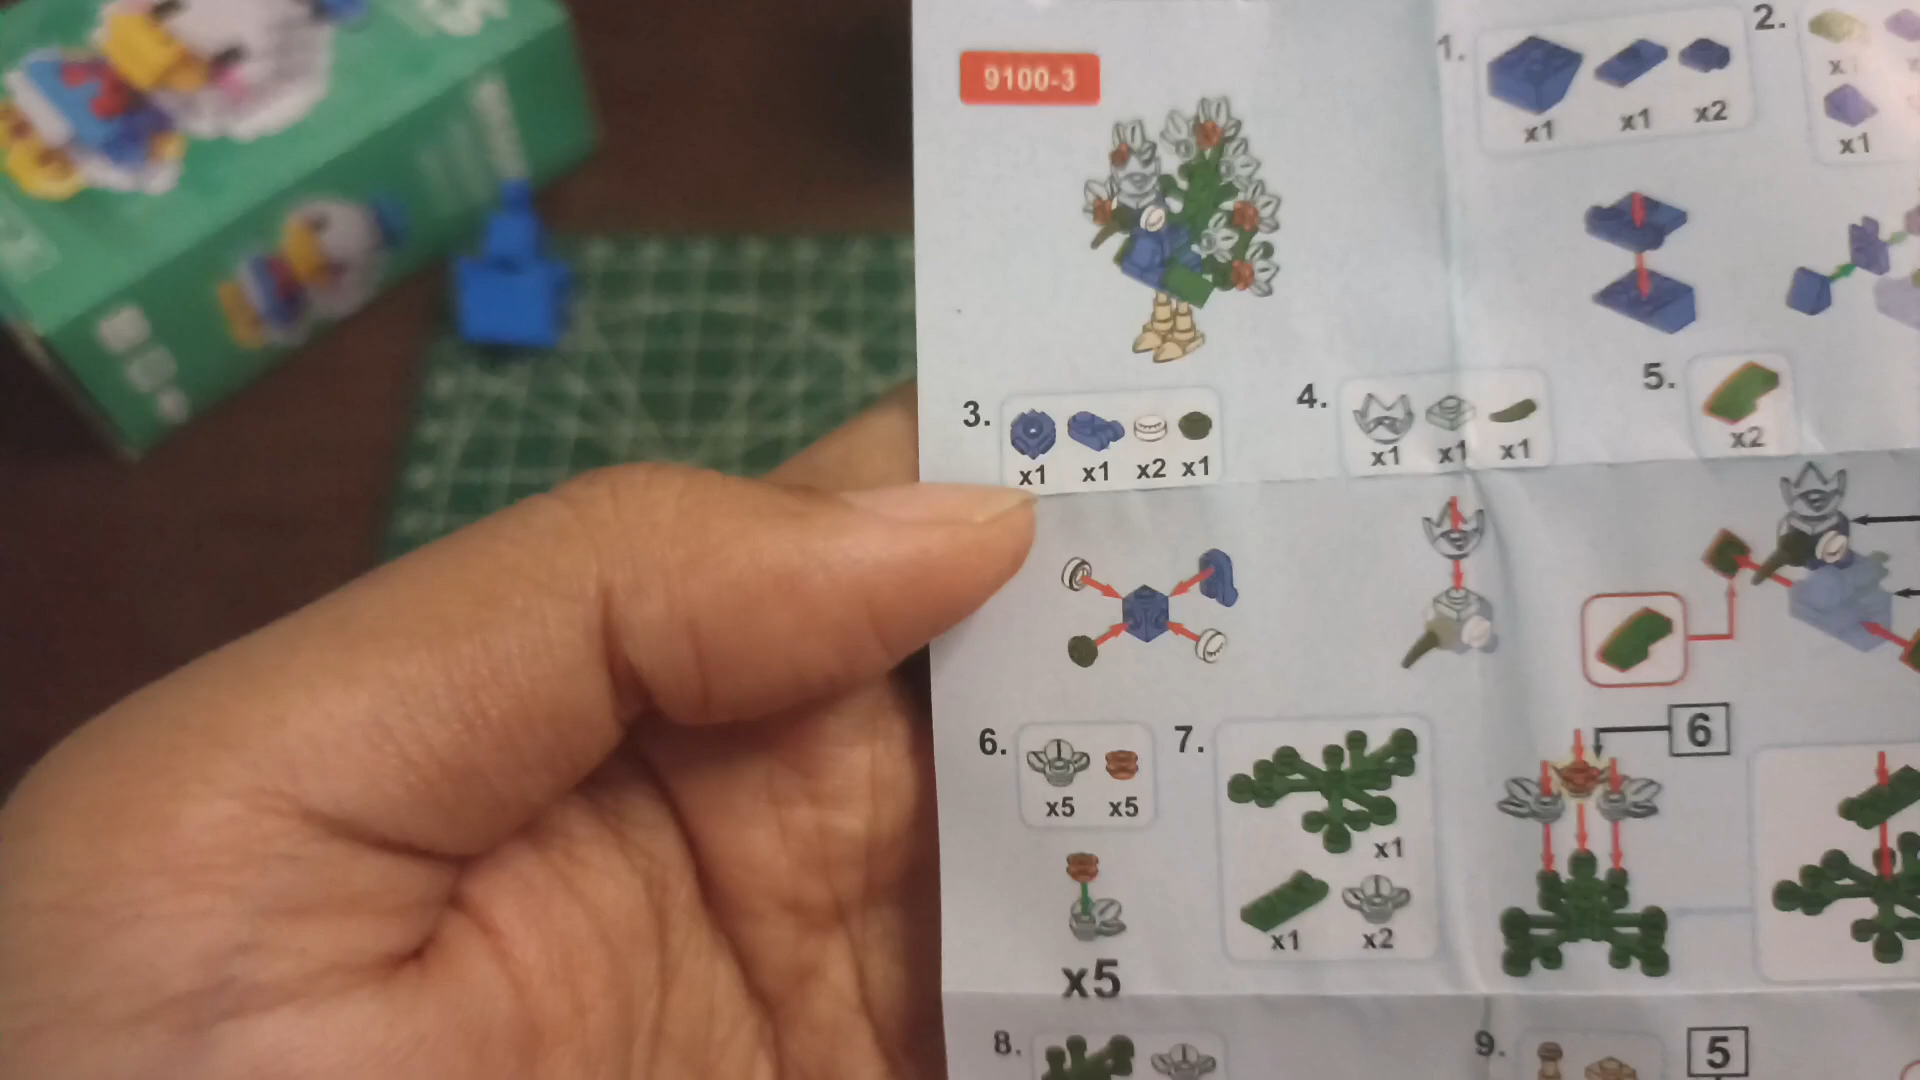 9100-3
1.
x1 x1 x2
2.
x1
3.
x1 x1 x2 x1
4.
x1 x1 x1
5.
x2
6.
x5 x5
x5
7.
x1
x1 x2
6
8.
9.
5